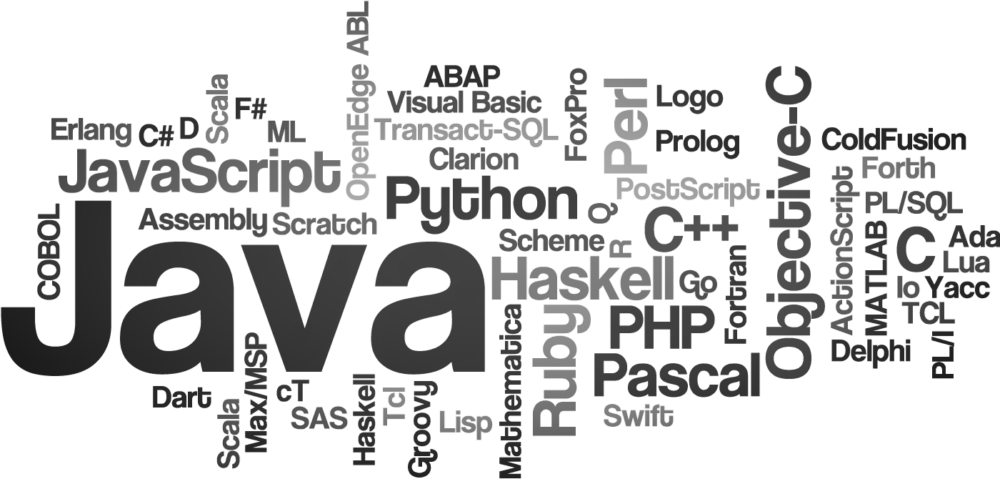 OpenEdge ABL
ABAP
Visual Basic
Transact-SQL
Clarion
FoxPro
Perl
Logo
Prolog
Objective-C
ColdFusion
Forth
Scala
F#
Erlang
C#
D
ML
JavaScript
Python
PostScript
Q
ActionScript
PL/SQL
COBOL
Assembly
Scratch
Scheme
R
C++
MATLAB
C
Ada
Lua
Java
Haskell
Go
Fortran
Io
Yacc
TCL
PHP
Ruby
Mathematica
Delphi
PL/I
Pascal
Dart
Scala
Max/MSP
cT
SAS
Haskell
Tcl
Groovy
Lisp
Swift